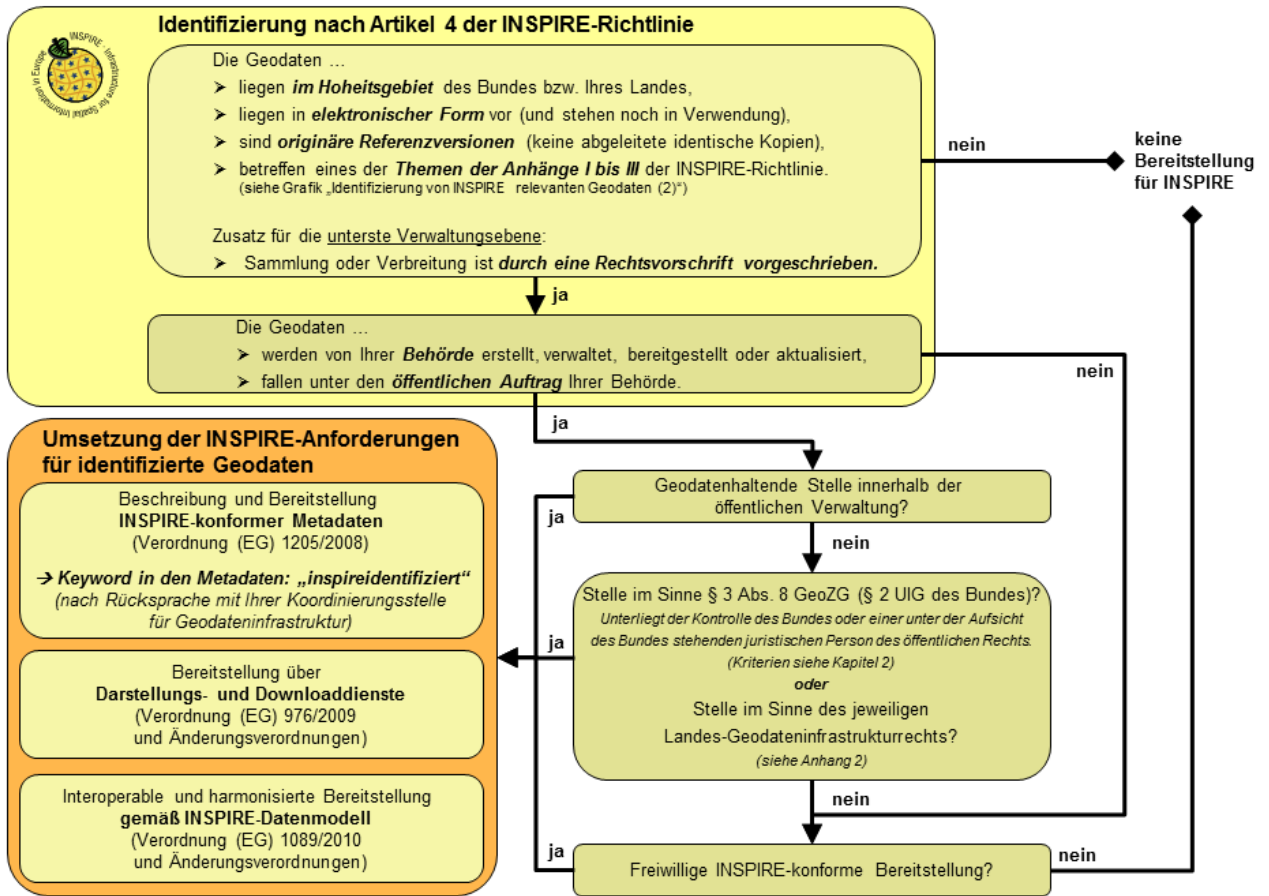 Identifizierung nach Artikel 4 der INSPIRE-Richtlinie
INSPIRE - Infrastructure for Spatial Information in Europe
Die Geodaten …
➤ liegen im Hoheitsgebiet des Bundes bzw. Ihres Landes,
➤ liegen in elektronischer Form vor (und stehen noch in Verwendung),
➤ sind originäre Referenzversionen (keine abgeleitete identische Kopien),
➤ betreffen eines der Themen der Anhänge I bis III der INSPIRE-Richtlinie.
(siehe Grafik „Identifizierung von INSPIRE relevanten Geodaten (2)“)
Zusatz für die unterste Verwaltungsebene:
➤ Sammlung oder Verbreitung ist durch eine Rechtsvorschrift vorgeschrieben.
nein
keine
Bereitstellung
für INSPIRE
ja
Die Geodaten …
➤ werden von Ihrer Behörde erstellt, verwaltet, bereitgestellt oder aktualisiert,
➤ fallen unter den öffentlichen Auftrag Ihrer Behörde.
nein
ja
Umsetzung der INSPIRE-Anforderungen
für identifizierte Geodaten
Beschreibung und Bereitstellung
INSPIRE-konformer Metadaten
(Verordnung (EG) 1205/2008)
→ Keyword in den Metadaten: „inspireidentifiziert“
(nach Rücksprache mit Ihrer Koordinierungsstelle
für Geodateninfrastruktur)
Bereitstellung über
Darstellungs- und Downloaddienste
(Verordnung (EG) 976/2009
und Änderungsverordnungen)
Interoperable und harmonisierte Bereitstellung
gemäß INSPIRE-Datenmodell
(Verordnung (EG) 1089/2010
und Änderungsverordnungen)
Geodatenhaltende Stelle innerhalb der
öffentlichen Verwaltung?
ja
nein
Stelle im Sinne § 3 Abs. 8 GeoZG (§ 2 UIG des Bundes)?
Unterliegt der Kontrolle des Bundes oder einer unter der Aufsicht
des Bundes stehenden juristischen Person des öffentlichen Rechts.
(Kriterien siehe Kapitel 2)
oder
Stelle im Sinne des jeweiligen
Landes-Geodateninfrastrukturrechts?
(siehe Anhang 2)
ja
nein
Freiwillige INSPIRE-konforme Bereitstellung?
ja
nein